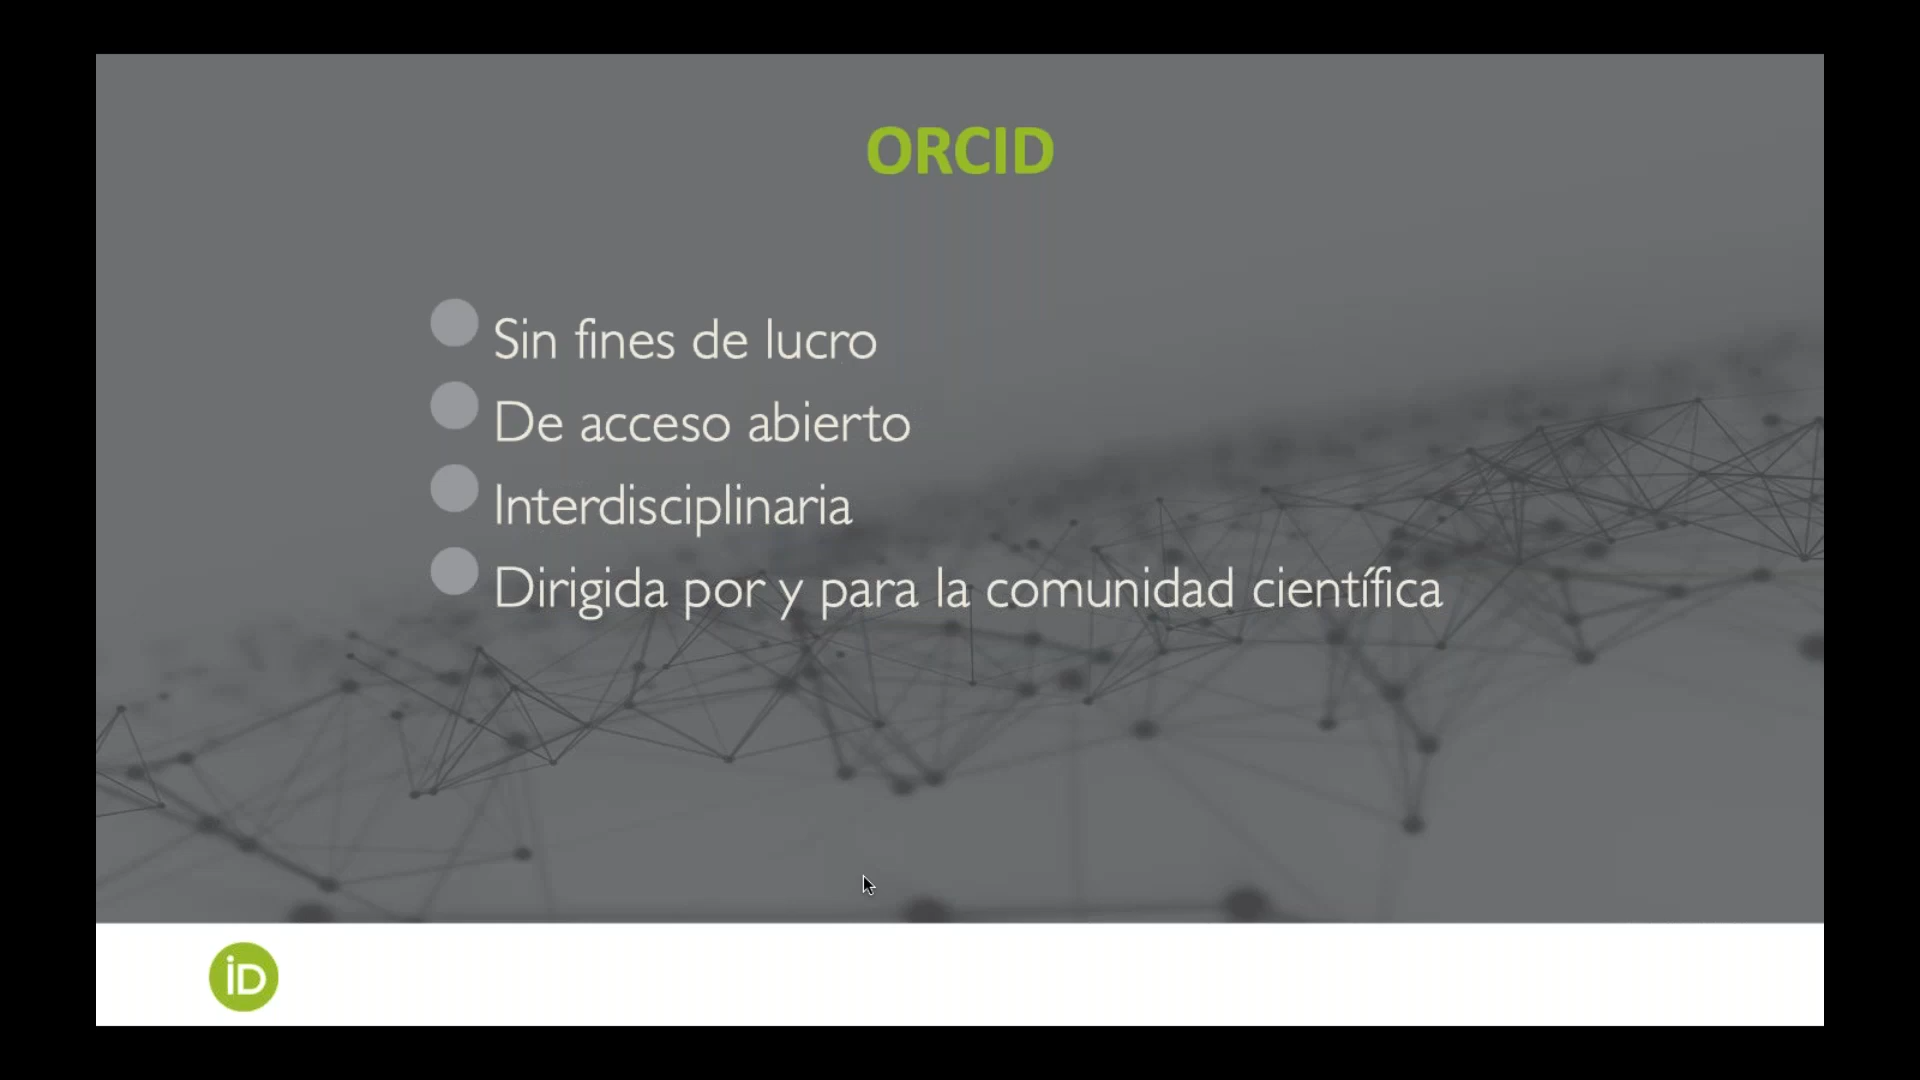 ORCID
Sin fines de lucro
De acceso abierto
Interdisciplinaria
Dirigida por y para la comunidad científica
iD